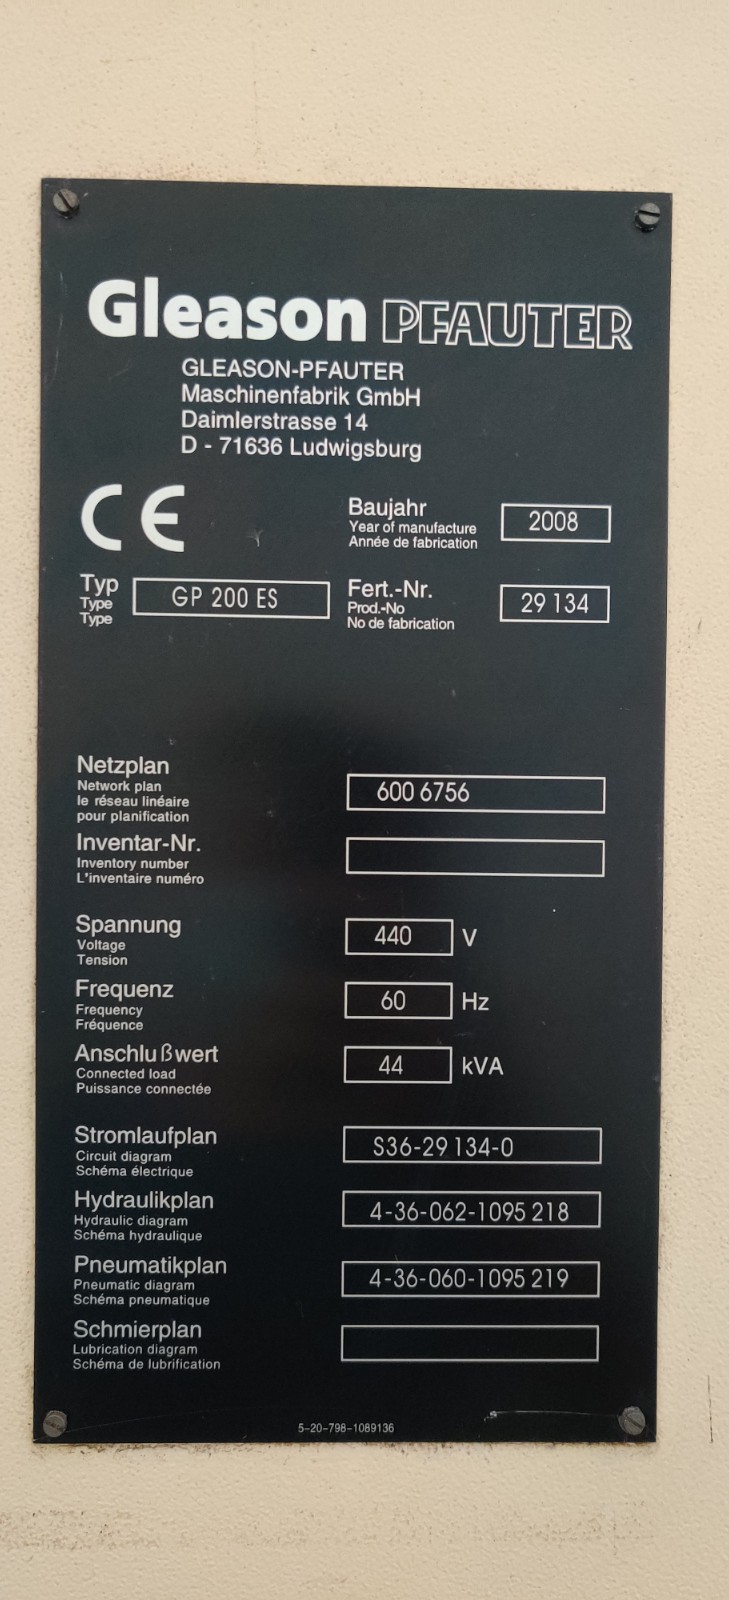 Gleason PFAUTER
GLEASON-PFAUTER
Maschinenfabrik GmbH
Daimlerstrasse 14
D - 71636 Ludwigsburg
CE
Baujahr
Year of manufacture
Année de fabrication
2008
Typ
Type
Type
GP 200 ES
Fert.-Nr.
Prod.-No
No de fabrication
29 134
Netzplan
Network plan
le réseau linéaire
pour planification
600 6756
Inventar-Nr.
Inventory number
L'inventaire numéro
Spannung
Voltage
Tension
440 V
Frequenz
Frequency
Fréquence
60 Hz
Anschlußwert
Connected load
Puissance connectée
44 kVA
Stromlaufplan
Circuit diagram
Schéma électrique
S36-29 134-0
Hydraulikplan
Hydraulic diagram
Schéma hydraulique
4-36-062-1095 218
Pneumatikplan
Pneumatic diagram
Schéma pneumatique
4-36-060-1095 219
Schmierplan
Lubrication diagram
Schéma de lubrification
5-20-798-1089136